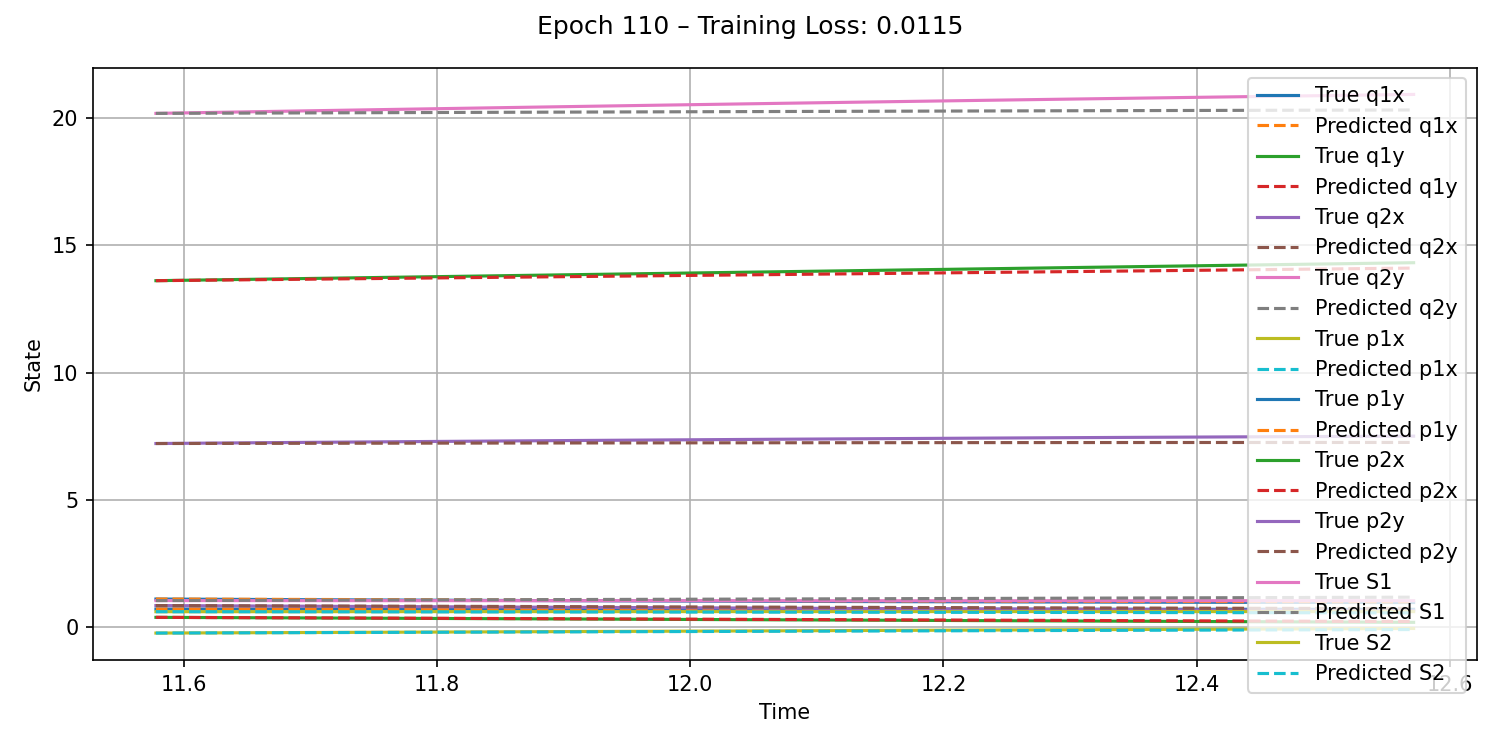 Epoch 110 – Training Loss: 0.0115
State
20
15
10
5
0
11.6
11.8
12.0
12.2
12.4
12.6
Time
True q1x
Predicted q1x
True q1y
Predicted q1y
True q2x
Predicted q2x
True q2y
Predicted q2y
True p1x
Predicted p1x
True p1y
Predicted p1y
True p2x
Predicted p2x
True p2y
Predicted p2y
True S1
Predicted S1
True S2
Predicted S2